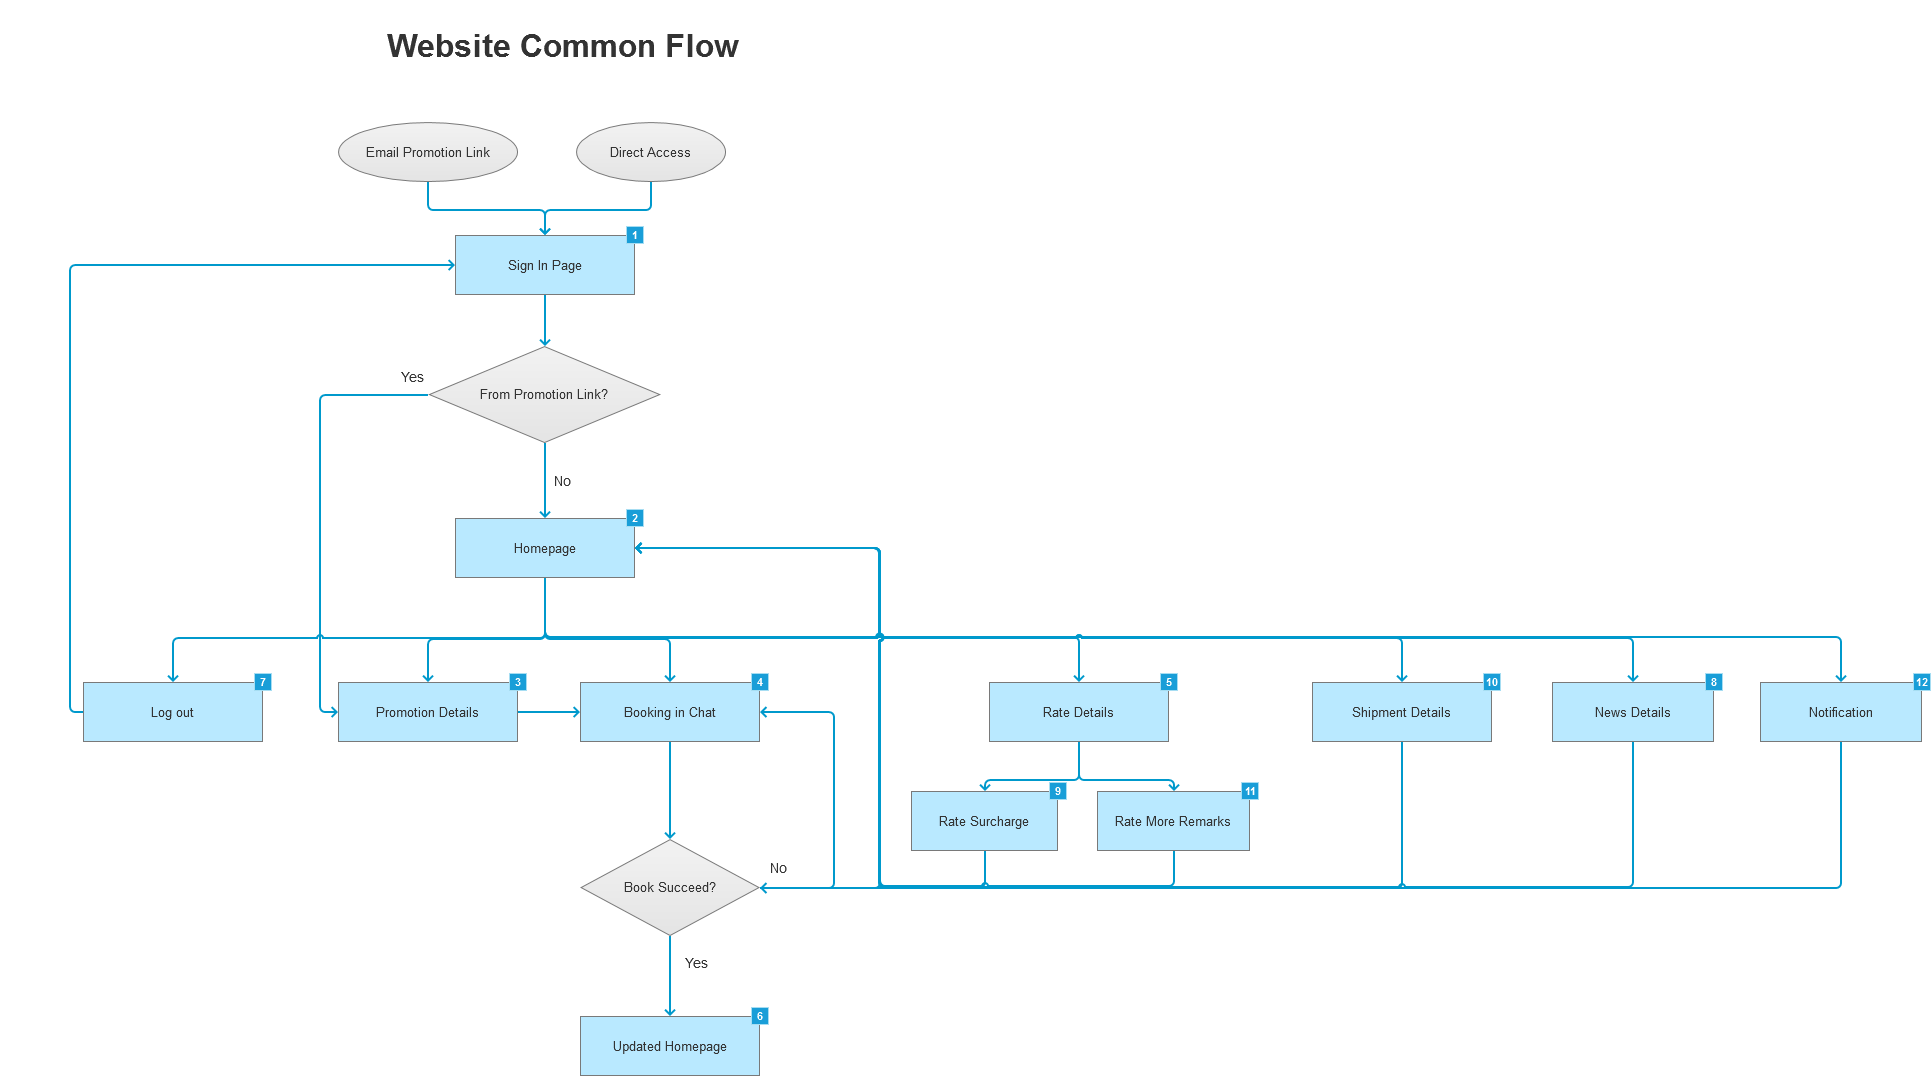 Website Common Flow
Email Promotion Link
Direct Access
1
Sign In Page
Yes
From Promotion Link?
No
2
Homepage
7
Log out
3
Promotion Details
4
Booking in Chat
5
Rate Details
10
Shipment Details
8
News Details
12
Notification
9
Rate Surcharge
11
Rate More Remarks
No
Book Succeed?
Yes
6
Updated Homepage